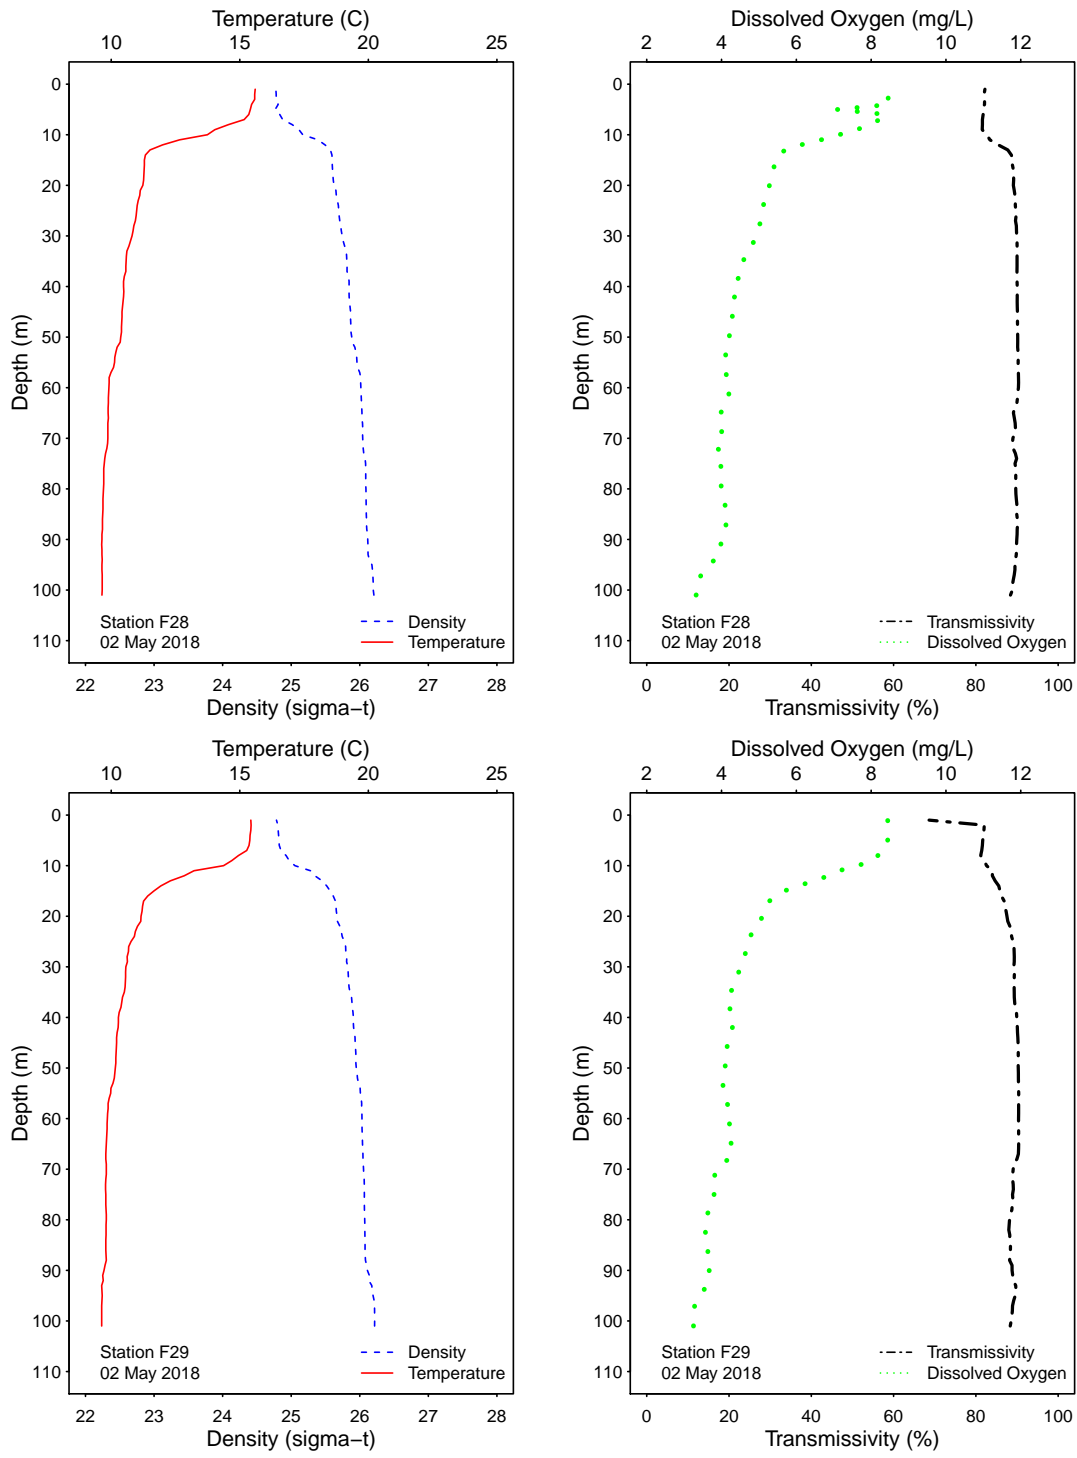 Temperature (C)
10 15 20 25
0
10
20
30
40
50
60
70
80
90
100
110
Depth (m)
Station F28
02 May 2018
Density
Temperature
22 23 24 25 26 27 28
Density (sigma−t)
Dissolved Oxygen (mg/L)
2 4 6 8 10 12
0
10
20
30
40
50
60
70
80
90
100
110
Depth (m)
Station F28
02 May 2018
Transmissivity
Dissolved Oxygen
0 20 40 60 80 100
Transmissivity (%)
Temperature (C)
10 15 20 25
0
10
20
30
40
50
60
70
80
90
100
110
Depth (m)
Station F29
02 May 2018
Density
Temperature
22 23 24 25 26 27 28
Density (sigma−t)
Dissolved Oxygen (mg/L)
2 4 6 8 10 12
0
10
20
30
40
50
60
70
80
90
100
110
Depth (m)
Station F29
02 May 2018
Transmissivity
Dissolved Oxygen
0 20 40 60 80 100
Transmissivity (%)